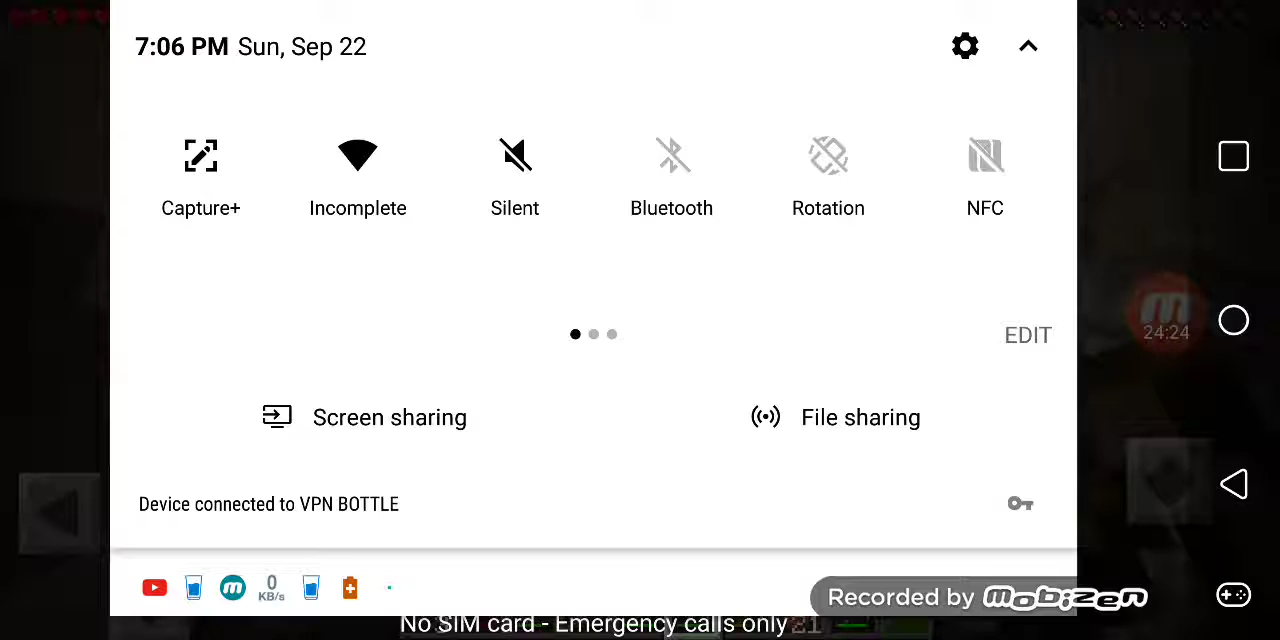 7:06 PM Sun, Sep 22
Capture+ Incomplete Silent Bluetooth Rotation NFC
24:24
EDIT
Screen sharing File sharing
Device connected to VPN BOTTLE
0
KB/s
Recorded by mobizen
No SIM card - Emergency calls only 21